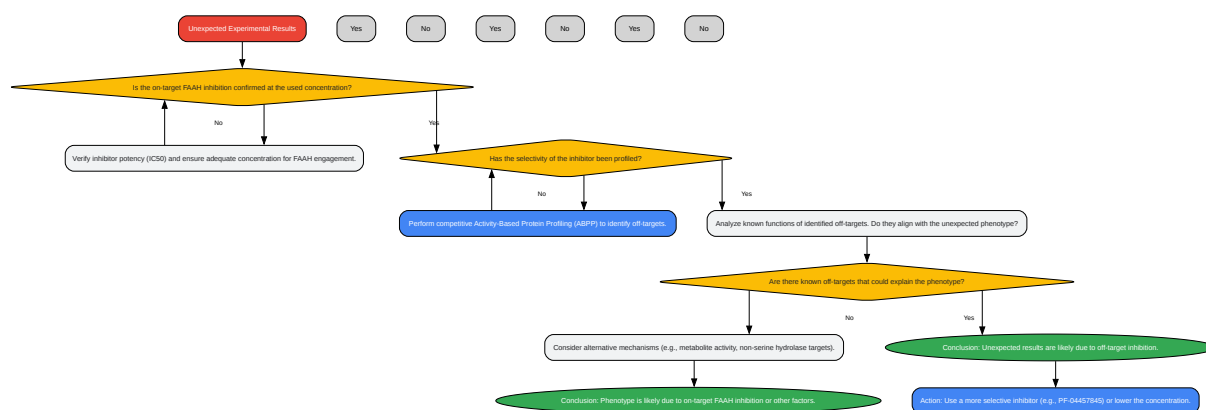 Unexpected Experimental Results
Yes
No
Yes
No
Yes
No
Is the on-target FAAH inhibition confirmed at the used concentration?
No
Yes
Verify inhibitor potency (IC50) and ensure adequate concentration for FAAH engagement.
Has the selectivity of the inhibitor been profiled?
No
Yes
Perform competitive Activity-Based Protein Profiling (ABPP) to identify off-targets.
Analyze known functions of identified off-targets. Do they align with the unexpected phenotype?
Are there known off-targets that could explain the phenotype?
No
Yes
Consider alternative mechanisms (e.g., metabolite activity, non-serine hydrolase targets).
Conclusion: Unexpected results are likely due to off-target inhibition.
Conclusion: Phenotype is likely due to on-target FAAH inhibition or other factors.
Action: Use a more selective inhibitor (e.g., PF-04457845) or lower the concentration.